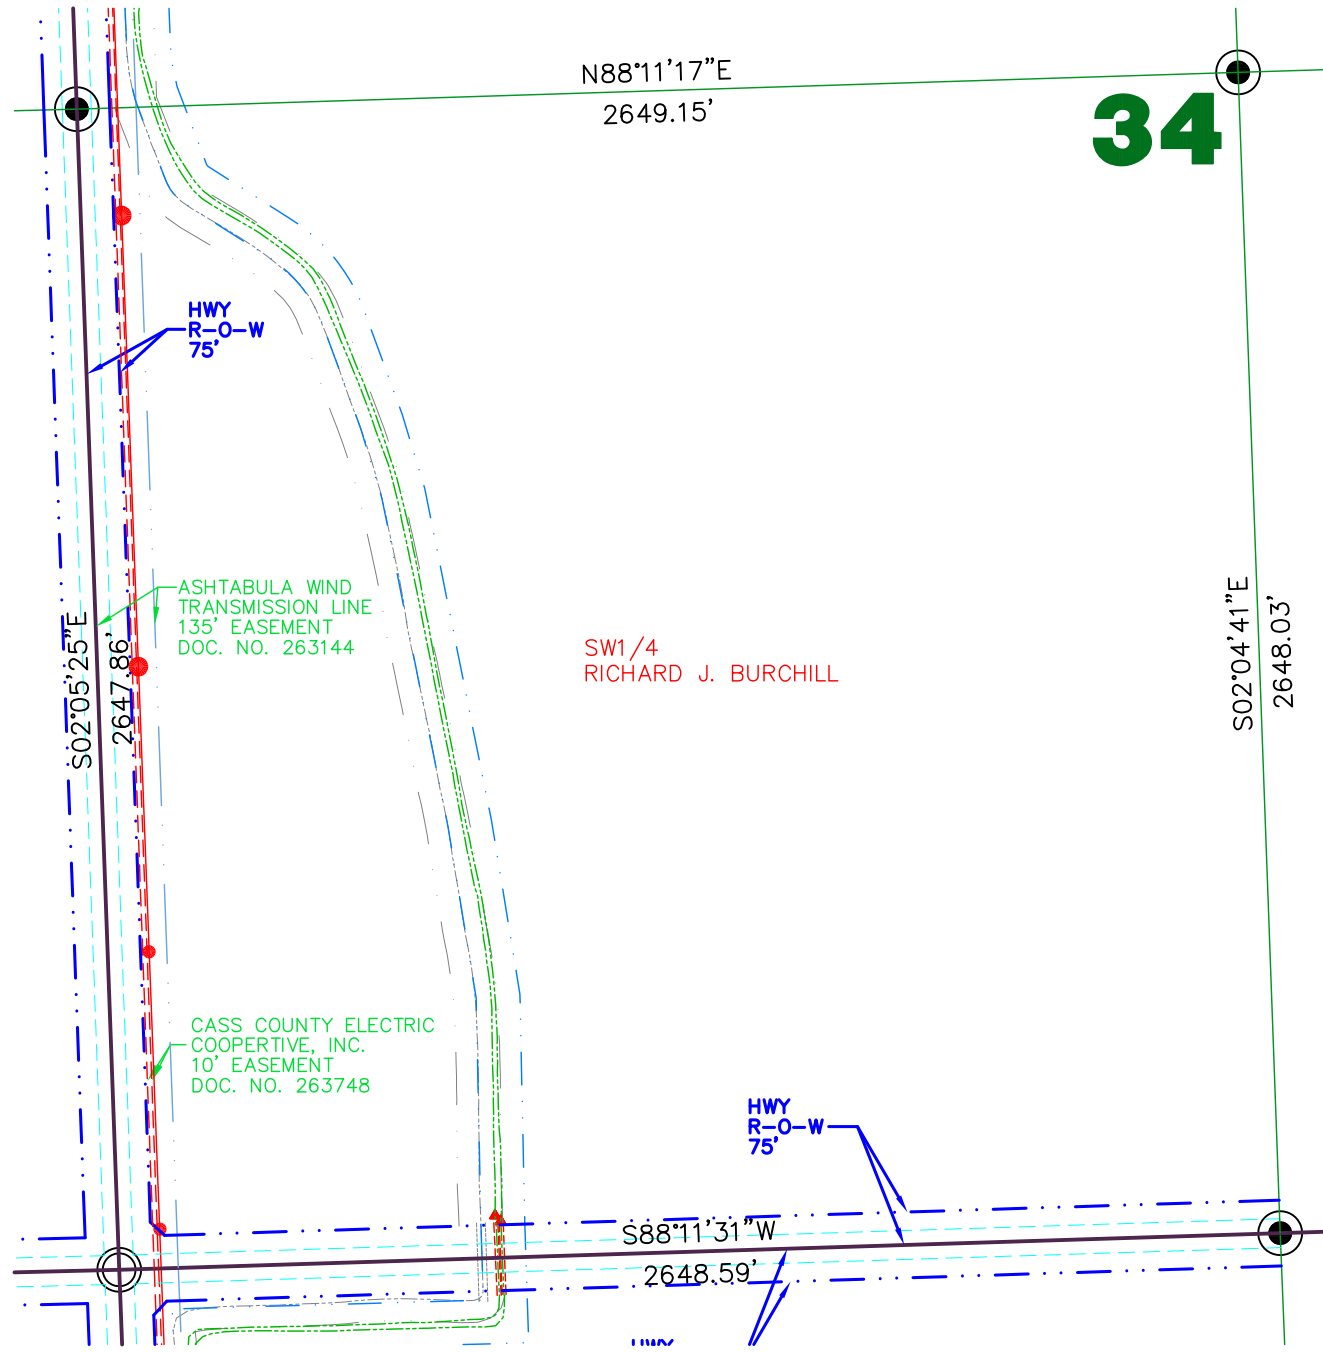 N88°11'17"E
2649.15'
34
HWY
R-O-W
75'
ASHTABULA WIND
TRANSMISSION LINE
135' EASEMENT
DOC. NO. 263144
S02°05'25"E
2647.86'
SW1/4
RICHARD J. BURCHILL
S02°04'41"E
2648.03'
CASS COUNTY ELECTRIC
COOPERTIVE, INC.
10' EASEMENT
DOC. NO. 263748
HWY
R-O-W
75'
S88°11'31"W
2648.59'
HWY